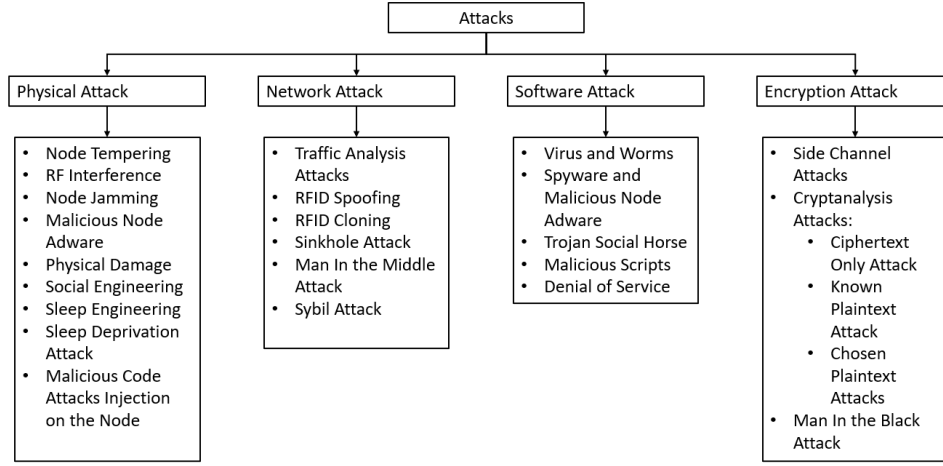 Attacks
Physical Attack
Network Attack
Software Attack
Encryption Attack
• Node Tempering
• RF Interference
• Node Jamming
• Malicious Node
Adware
• Physical Damage
• Social Engineering
• Sleep Engineering
• Sleep Deprivation
Attack
• Malicious Code
Attacks Injection
on the Node
• Traffic Analysis
Attacks
• RFID Spoofing
• RFID Cloning
• Sinkhole Attack
• Man In the Middle
Attack
• Sybil Attack
• Virus and Worms
• Spyware and
Malicious Node
Adware
• Trojan Social Horse
• Malicious Scripts
• Denial of Service
• Side Channel
Attacks
• Cryptanalysis
Attacks:
• Ciphertext
Only Attack
• Known
Plaintext
Attack
• Chosen
Plaintext
Attacks
• Man In the Black
Attack